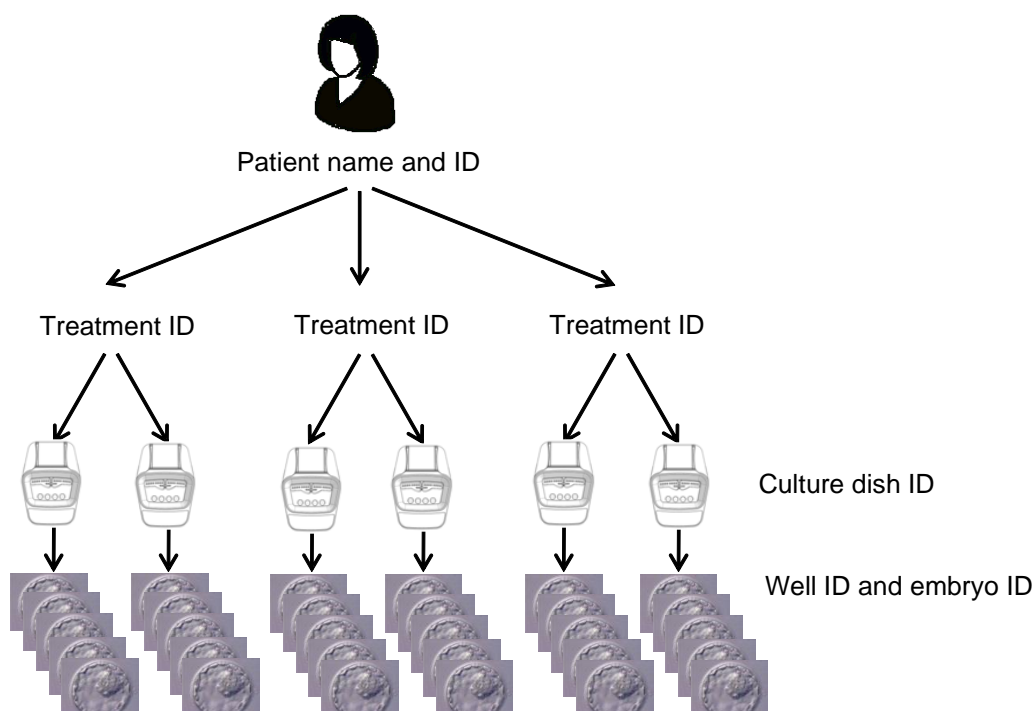 Patient name and ID
Treatment ID
Treatment ID
Treatment ID
Culture dish ID
Well ID and embryo ID